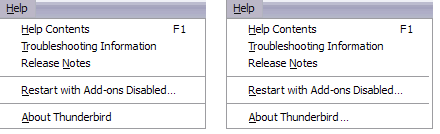 Help
Help Contents F1
Troubleshooting Information
Release Notes
Restart with Add-ons Disabled...
About Thunderbird
Help
Help Contents F1
Troubleshooting Information
Release Notes
Restart with Add-ons Disabled...
About Thunderbird ...